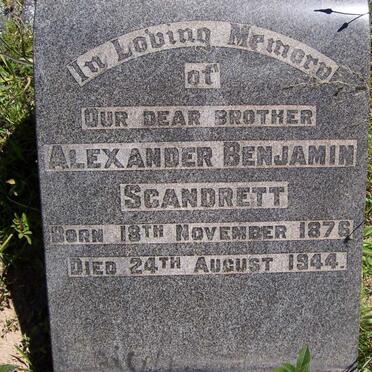 In Loving Memory
of
Our dear brother
Alexander Benjamin
Scandrett
Born 18th November 1876
Died 24th August 1944.